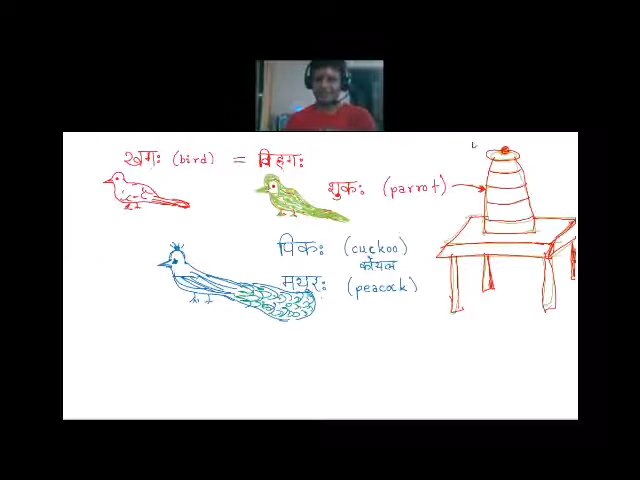 खगः (bird) = विहगः
शुकः (parrot)
पिकः (cuckoo)
कोयल
मयूरः (peacock)